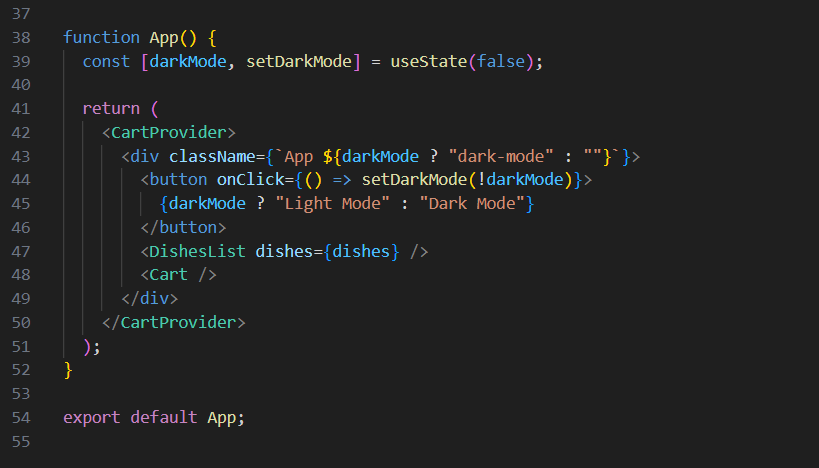 37
38 function App() {
39   const [darkMode, setDarkMode] = useState(false);
40
41   return (
42     <CartProvider>
43       <div className={`App ${darkMode ? "dark-mode" : ""}`}>
44         <button onClick={() => setDarkMode(!darkMode)}>
45           {darkMode ? "Light Mode" : "Dark Mode"}
46         </button>
47         <DishesList dishes={dishes} />
48         <Cart />
49       </div>
50     </CartProvider>
51   );
52 }
53
54 export default App;
55